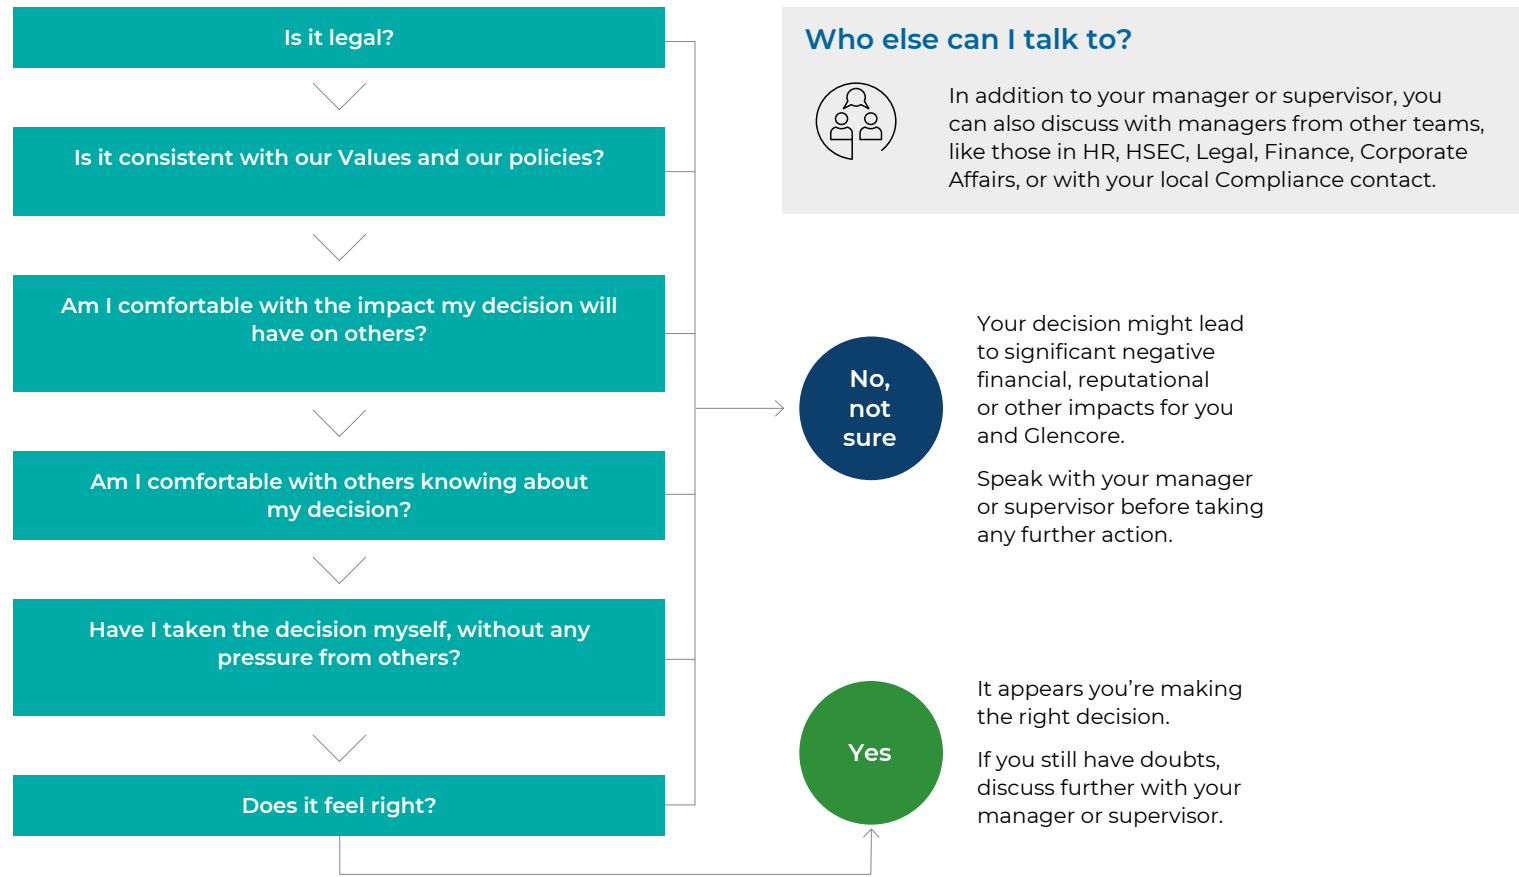 Is it legal?
Is it consistent with our Values and our policies?
Am I comfortable with the impact my decision will
have on others?
Am I comfortable with others knowing about
my decision?
Have I taken the decision myself, without any
pressure from others?
Does it feel right?
Who else can I talk to?
In addition to your manager or supervisor, you
can also discuss with managers from other teams,
like those in HR, HSEC, Legal, Finance, Corporate
Affairs, or with your local Compliance contact.
No,
not
sure
Your decision might lead
to significant negative
financial, reputational
or other impacts for you
and Glencore.
Speak with your manager
or supervisor before taking
any further action.
Yes
It appears you’re making
the right decision.
If you still have doubts,
discuss further with your
manager or supervisor.